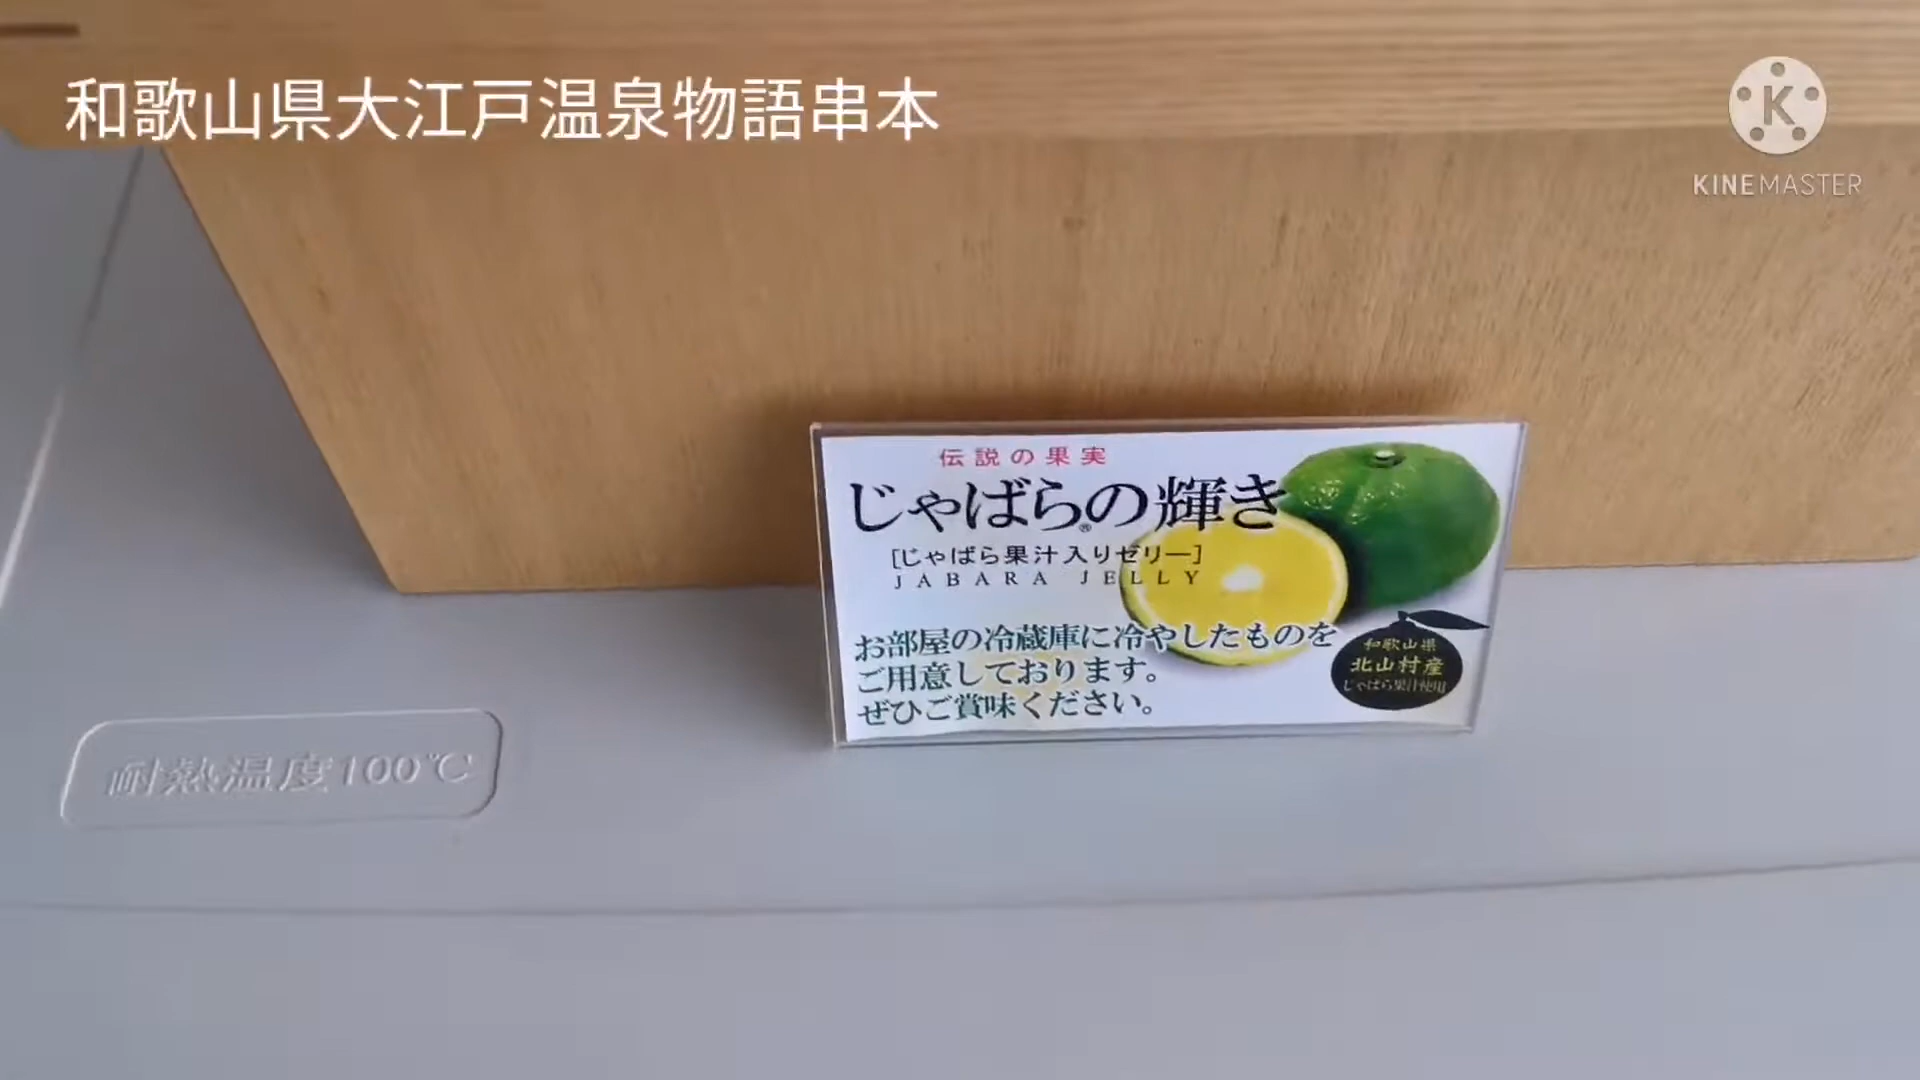 和歌山県大江戸温泉物語串本
KINEMASTER
伝説の果実
じゃばら®の輝き
[じゃばら果汁入りゼリー]
JABARA JELLY
お部屋の冷蔵庫に冷やしたものを
ご用意しております。
ぜひご賞味ください。
和歌山県
北山村産
じゃばら果汁使用
耐熱温度100℃